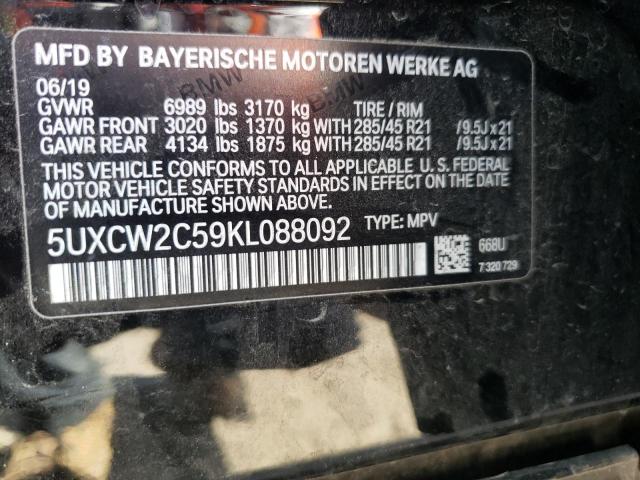 MFD BY BAYERISCHE MOTOREN WERKE AG
06/19
GVWR 6989 lbs 3170 kg TIRE / RIM
GAWR FRONT 3020 lbs 1370 kg WITH 285/45 R21 /9.5J x 21
GAWR REAR 4134 lbs 1875 kg WITH 285/45 R21 /9.5J x 21
THIS VEHICLE CONFORMS TO ALL APPLICABLE U. S. FEDERAL
MOTOR VEHICLE SAFETY STANDARDS IN EFFECT ON THE DATE
OF MANUFACTURE SHOWN ABOVE.
5UXCW2C59KL088092 TYPE: MPV
668U
7 320 729
BMW
BMW